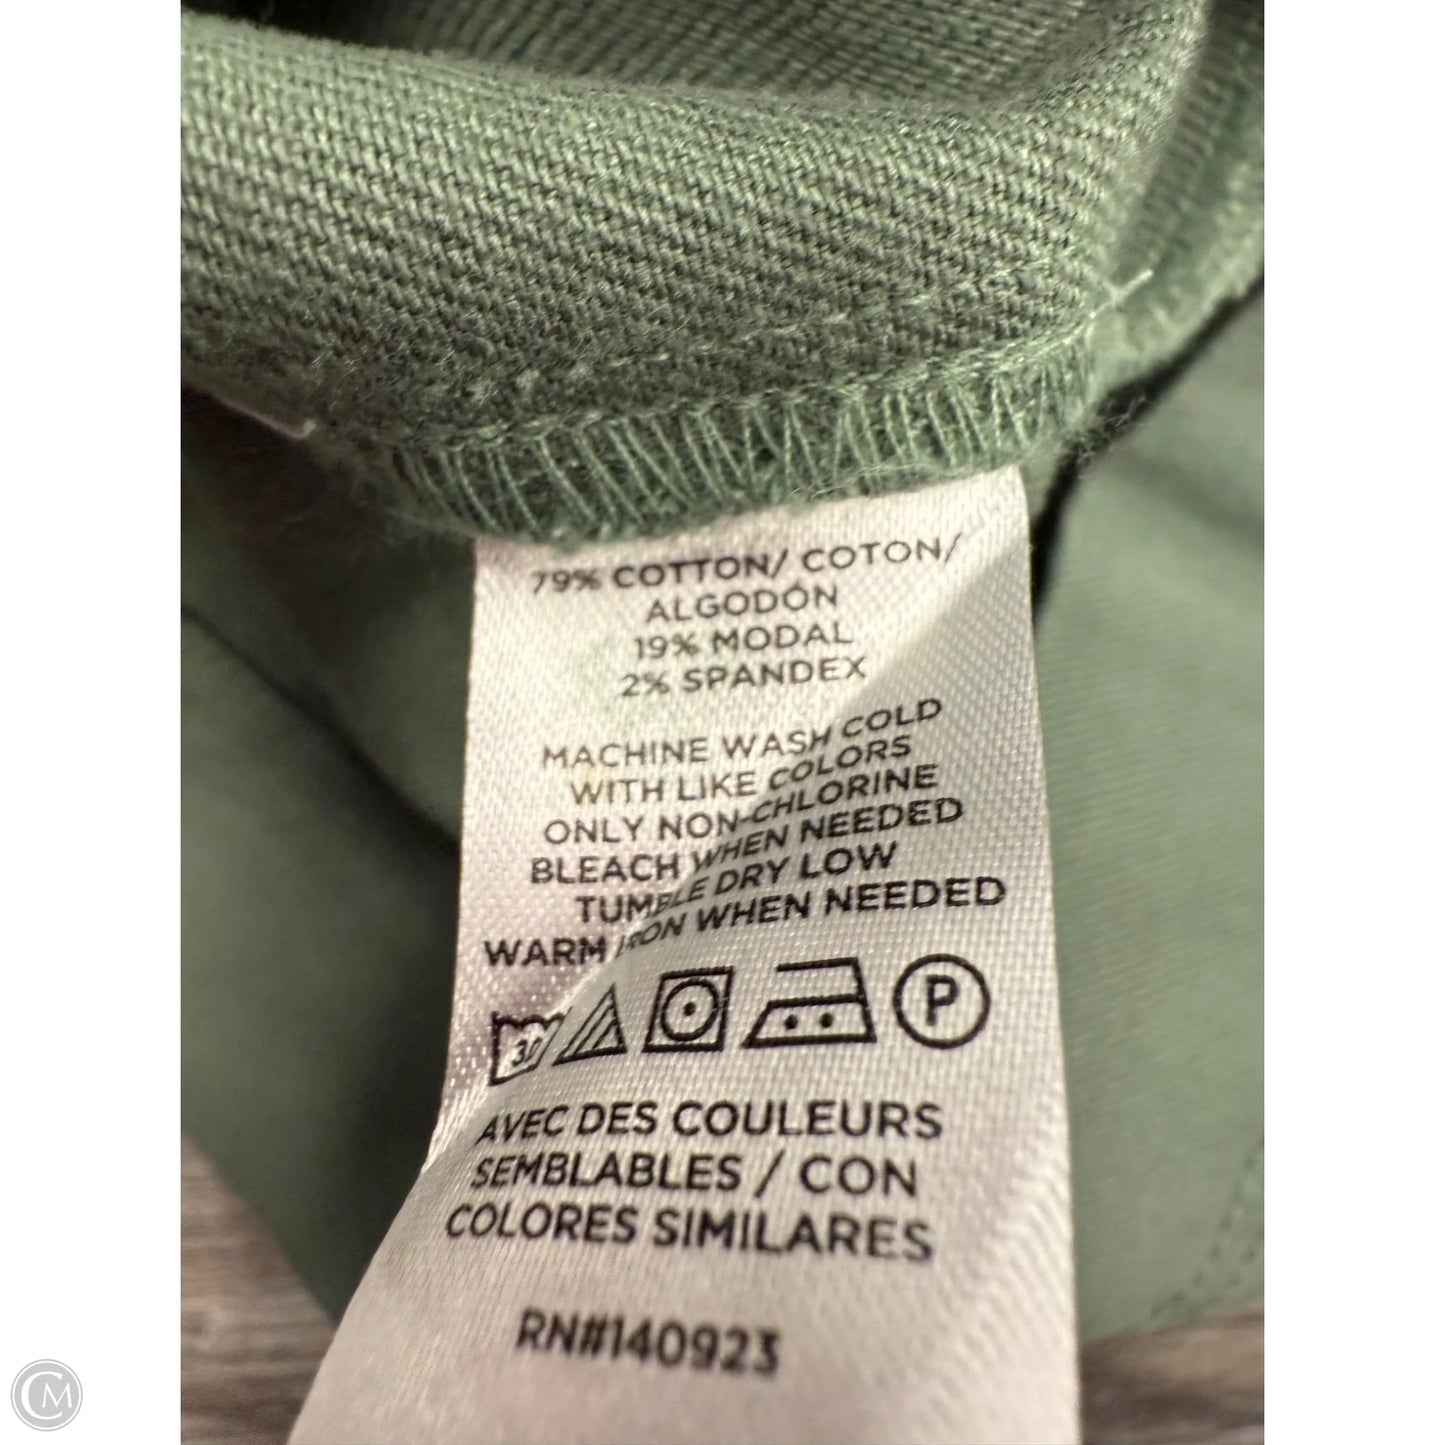 79% COTTON/ COTON/
ALGODÓN
19% MODAL
2% SPANDEX
MACHINE WASH COLD
WITH LIKE COLORS
ONLY NON-CHLORINE
BLEACH WHEN NEEDED
TUMBLE DRY LOW
WARM IRON WHEN NEEDED
30 P
AVEC DES COULEURS
SEMBLABLES / CON
COLORES SIMILARES
RN#140923
CM